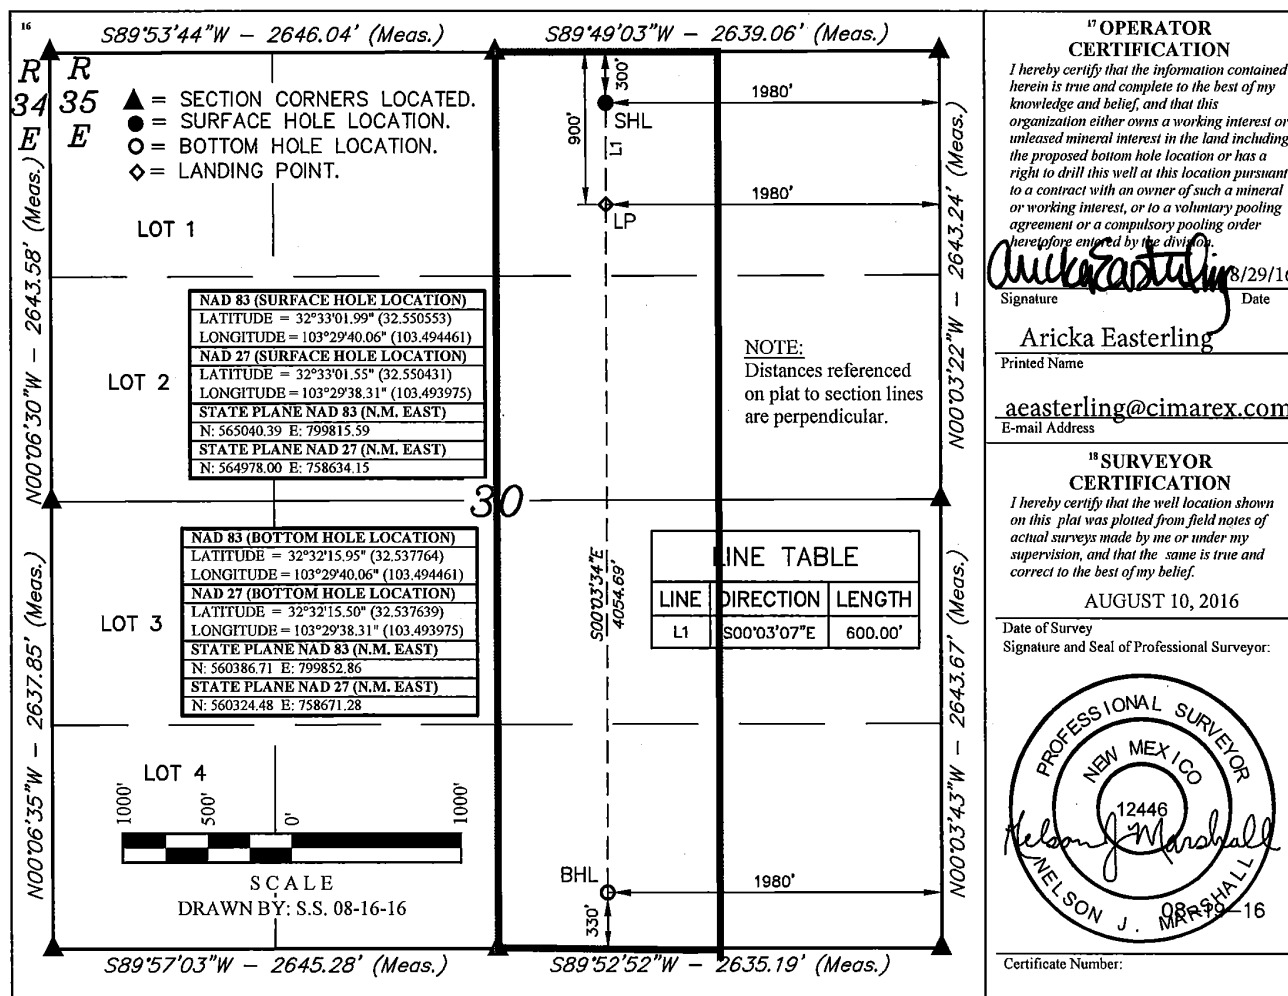 16
S89°53'44"W – 2646.04' (Meas.)
S89°49'03"W – 2639.06' (Meas.)
R R
34 35
E E
▲ = SECTION CORNERS LOCATED.
● = SURFACE HOLE LOCATION.
○ = BOTTOM HOLE LOCATION.
◇ = LANDING POINT.
300'
1980'
SHL
900'
L1
1980'
LP
N00°06'30"W – 2643.58' (Meas.)
N00°03'22"W – 2643.24' (Meas.)
LOT 1
NAD 83 (SURFACE HOLE LOCATION)
LATITUDE = 32°33'01.99" (32.550553)
LONGITUDE = 103°29'40.06" (103.494461)
NAD 27 (SURFACE HOLE LOCATION)
LATITUDE = 32°33'01.55" (32.550431)
LONGITUDE = 103°29'38.31" (103.493975)
STATE PLANE NAD 83 (N.M. EAST)
N: 565040.39 E: 799815.59
STATE PLANE NAD 27 (N.M. EAST)
N: 564978.00 E: 758634.15
LOT 2
NOTE:
Distances referenced
on plat to section lines
are perpendicular.
30
NAD 83 (BOTTOM HOLE LOCATION)
LATITUDE = 32°32'15.95" (32.537764)
LONGITUDE = 103°29'40.06" (103.494461)
NAD 27 (BOTTOM HOLE LOCATION)
LATITUDE = 32°32'15.50" (32.537639)
LONGITUDE = 103°29'38.31" (103.493975)
STATE PLANE NAD 83 (N.M. EAST)
N: 560386.71 E: 799852.86
STATE PLANE NAD 27 (N.M. EAST)
N: 560324.48 E: 758671.28
LOT 3
S00°03'34"E
4054.69'
LINE TABLE
LINE DIRECTION LENGTH
L1 S00°03'07"E 600.00'
N00°06'35"W – 2637.85' (Meas.)
N00°03'43"W – 2643.67' (Meas.)
LOT 4
1000' 500' 0' 1000'
SCALE
DRAWN BY: S.S. 08-16-16
BHL
1980'
330'
S89°57'03"W – 2645.28' (Meas.)
S89°52'52"W – 2635.19' (Meas.)
17 OPERATOR
CERTIFICATION
I hereby certify that the information contained
herein is true and complete to the best of my
knowledge and belief, and that this
organization either owns a working interest or
unleased mineral interest in the land including
the proposed bottom hole location or has a
right to drill this well at this location pursuant
to a contract with an owner of such a mineral
or working interest, or to a voluntary pooling
agreement or a compulsory pooling order
heretofore entered by the division.
Aricka Easterling 8/29/16
Signature Date
Aricka Easterling
Printed Name
aeasterling@cimarex.com
E-mail Address
18 SURVEYOR
CERTIFICATION
I hereby certify that the well location shown
on this plat was plotted from field notes of
actual surveys made by me or under my
supervision, and that the same is true and
correct to the best of my belief.
AUGUST 10, 2016
Date of Survey
Signature and Seal of Professional Surveyor:
PROFESSIONAL SURVEYOR
NEW MEXICO
12446
Nelson J Marshall
NELSON J. MARSHALL
08-19-16
Certificate Number: